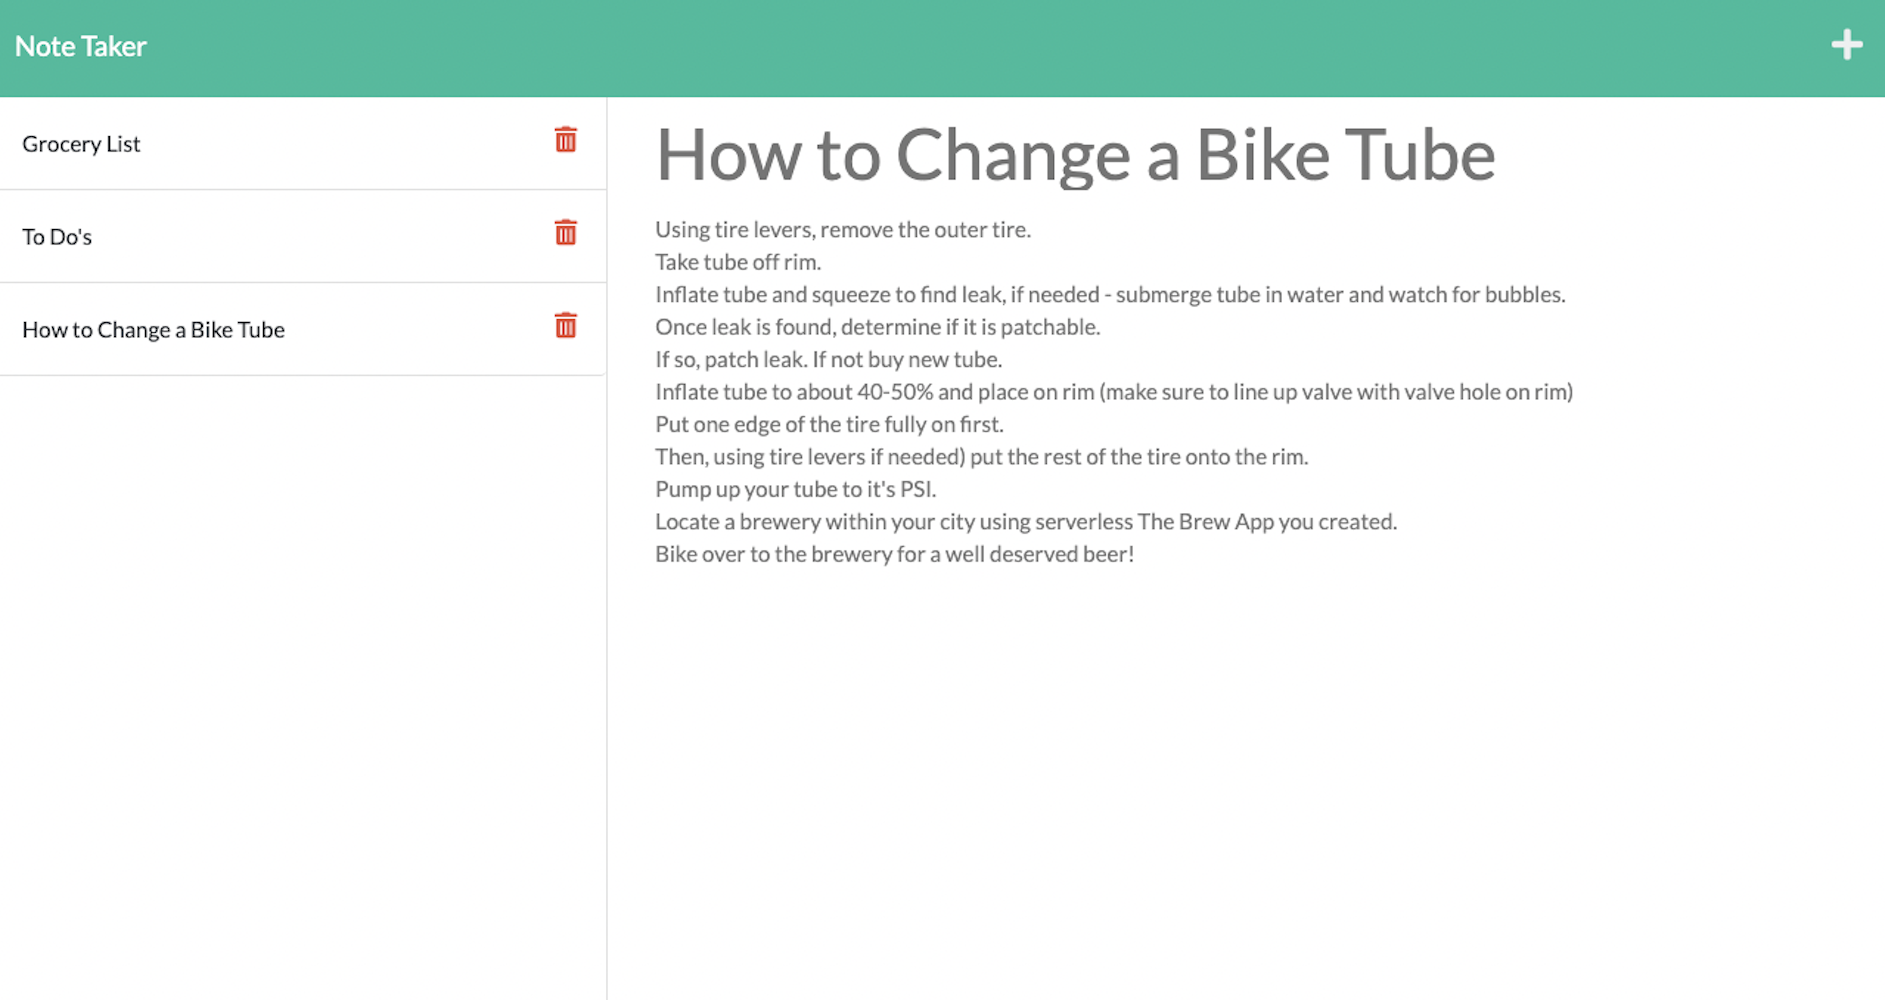 Note Taker
Grocery List
To Do's
How to Change a Bike Tube
How to Change a Bike Tube
Using tire levers, remove the outer tire.
Take tube off rim.
Inflate tube and squeeze to find leak, if needed - submerge tube in water and watch for bubbles.
Once leak is found, determine if it is patchable.
If so, patch leak. If not buy new tube.
Inflate tube to about 40-50% and place on rim (make sure to line up valve with valve hole on rim)
Put one edge of the tire fully on first.
Then, using tire levers if needed) put the rest of the tire onto the rim.
Pump up your tube to it's PSI.
Locate a brewery within your city using serverless The Brew App you created.
Bike over to the brewery for a well deserved beer!